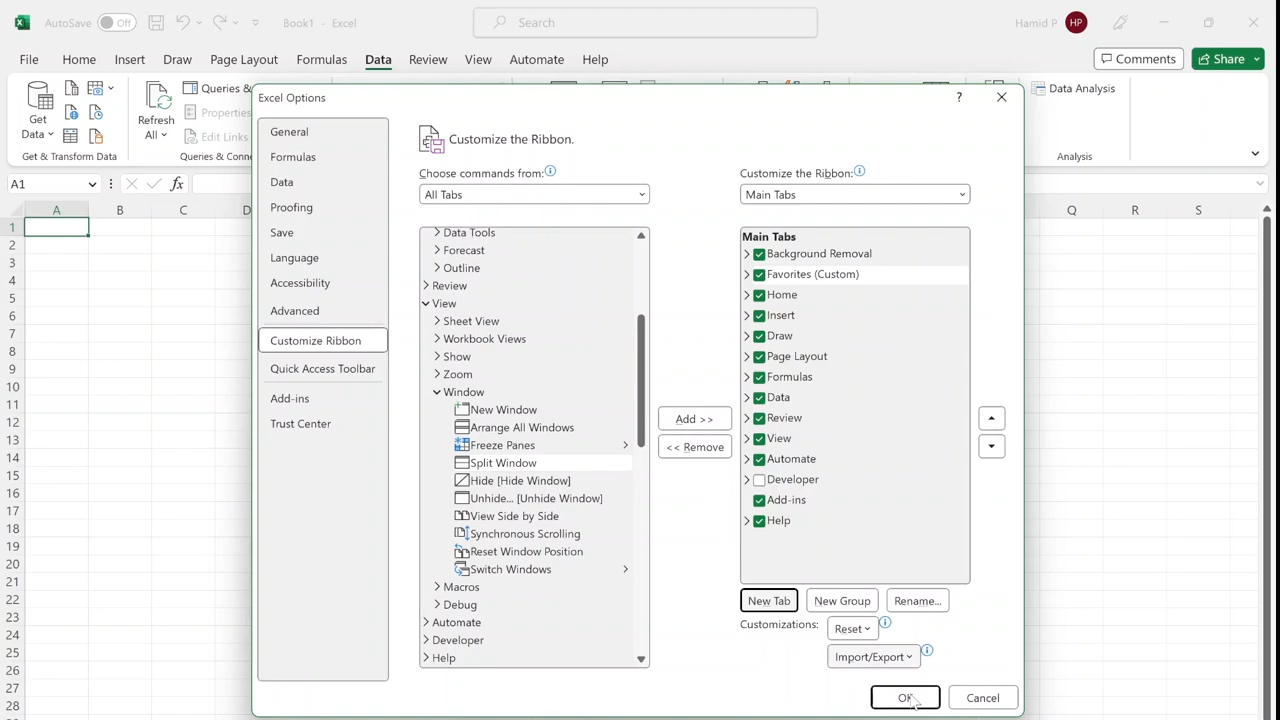 AutoSave Off Book1 - Excel Search Hamid P HP
File Home Insert Draw Page Layout Formulas Data Review View Automate Help Comments Share
Get Data
Refresh All
Queries &
Properties
Edit Links
Data Analysis
Get & Transform Data
Queries & Conne
Analysis
A1
fx
A B C D Q R S
1
2
3
4
5
6
7
8
9
10
11
12
13
14
15
16
17
18
19
20
21
22
23
24
25
26
27
28
Excel Options ?
General
Formulas
Data
Proofing
Save
Language
Accessibility
Advanced
Customize Ribbon
Quick Access Toolbar
Add-ins
Trust Center
Customize the Ribbon.
Choose commands from:
All Tabs
Data Tools
Forecast
Outline
Review
View
Sheet View
Workbook Views
Show
Zoom
Window
New Window
Arrange All Windows
Freeze Panes
Split Window
Hide [Hide Window]
Unhide... [Unhide Window]
View Side by Side
Synchronous Scrolling
Reset Window Position
Switch Windows
Macros
Debug
Automate
Developer
Help
Add >>
<< Remove
Customize the Ribbon:
Main Tabs
Main Tabs
Background Removal
Favorites (Custom)
Home
Insert
Draw
Page Layout
Formulas
Data
Review
View
Automate
Developer
Add-ins
Help
New Tab New Group Rename...
Customizations: Reset
Import/Export
OK Cancel